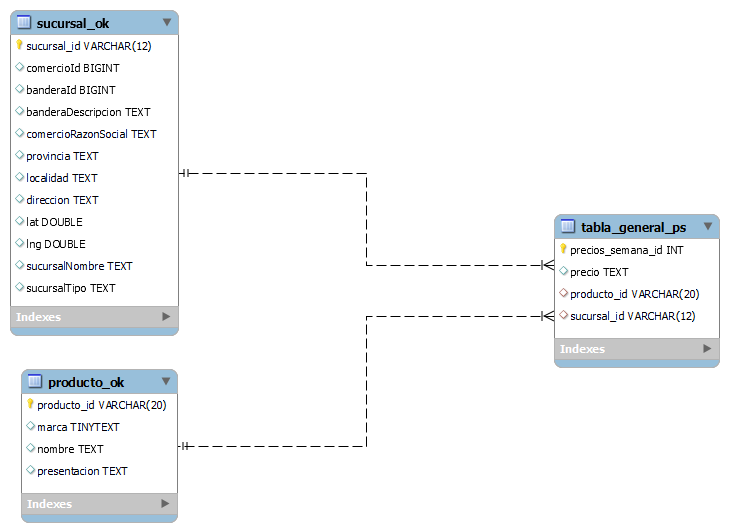 sucursal_ok
sucursal_id VARCHAR(12)
comercioId BIGINT
banderaId BIGINT
banderaDescripcion TEXT
comercioRazonSocial TEXT
provincia TEXT
localidad TEXT
direccion TEXT
lat DOUBLE
lng DOUBLE
sucursalNombre TEXT
sucursalTipo TEXT
Indexes
producto_ok
producto_id VARCHAR(20)
marca TINYTEXT
nombre TEXT
presentacion TEXT
Indexes
tabla_general_ps
precios_semana_id INT
precio TEXT
producto_id VARCHAR(20)
sucursal_id VARCHAR(12)
Indexes